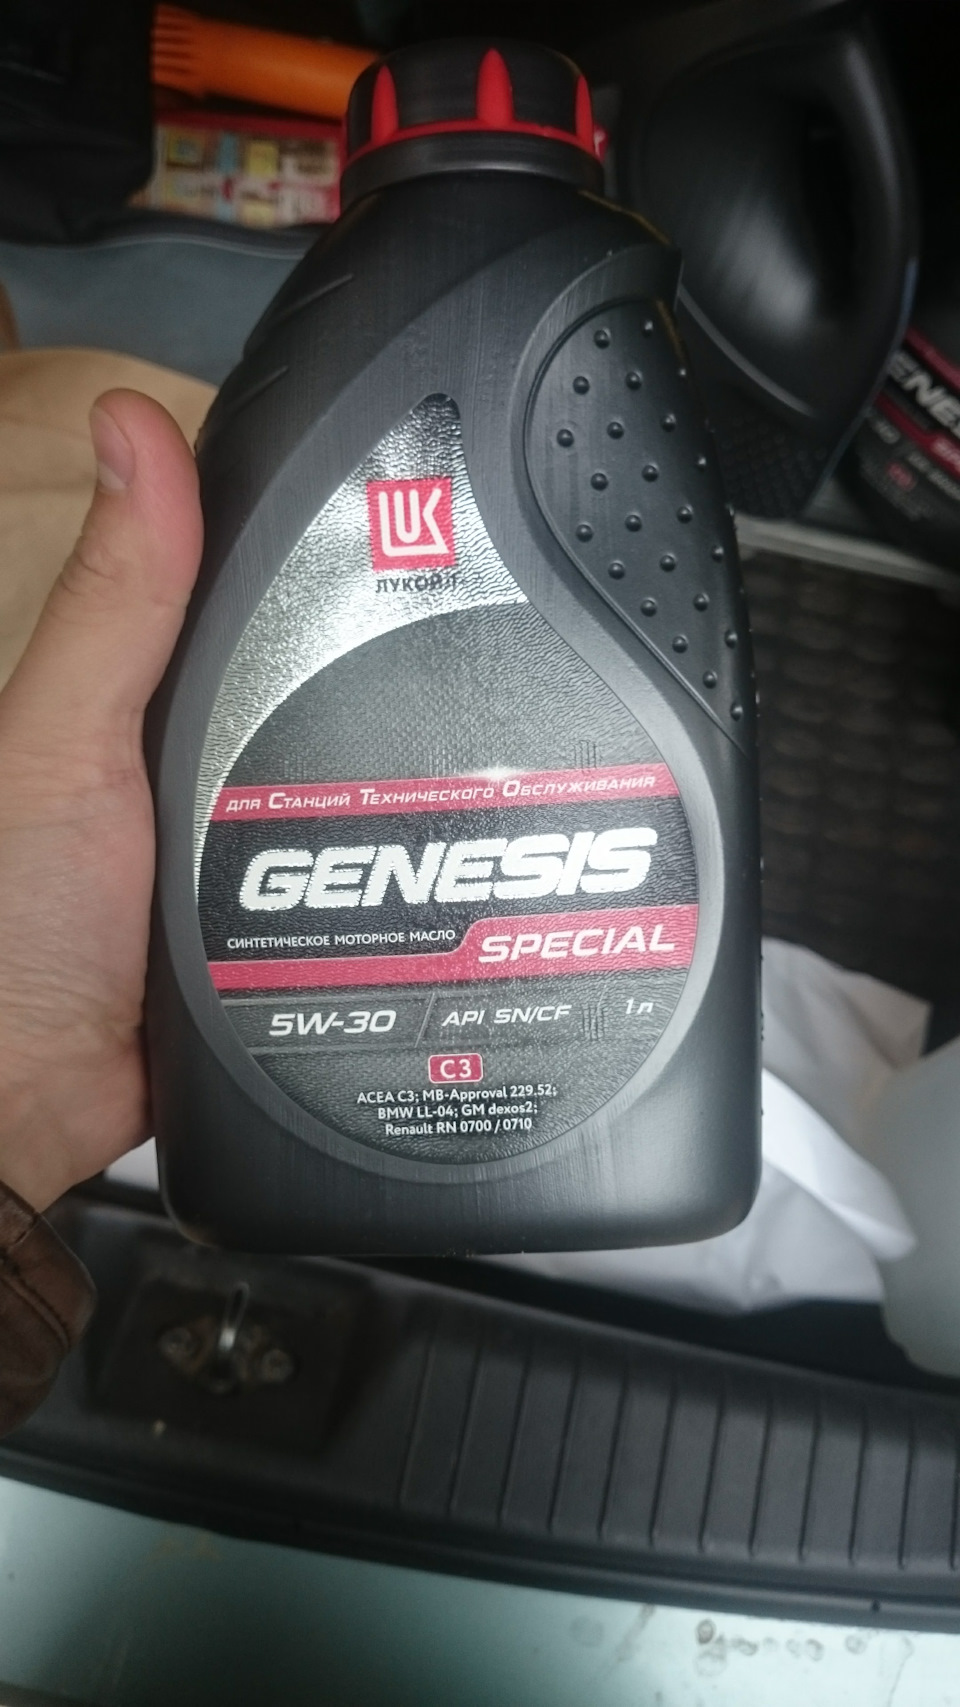 LUK
ЛУКОЙЛ
для Станций Технического Обслуживания
GENESIS
СИНТЕТИЧЕСКОЕ МОТОРНОЕ МАСЛО
SPECIAL
5W-30
API SN/CF
1 л
C3
ACEA C3; MB-Approval 229.52;
BMW LL-04; GM dexos2;
Renault RN 0700 / 0710